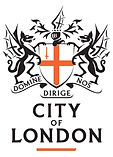 DOMINE DIRIGE NOS
CITY
OF
LONDON